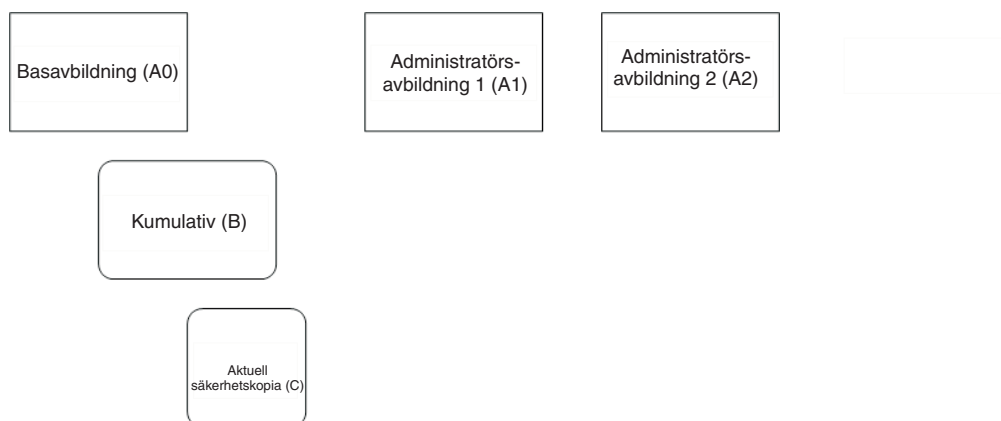 Basavbildning (A0)
Administratörs-
avbildning 1 (A1)
Administratörs-
avbildning 2 (A2)
Kumulativ (B)
Aktuell
säkerhetskopia (C)